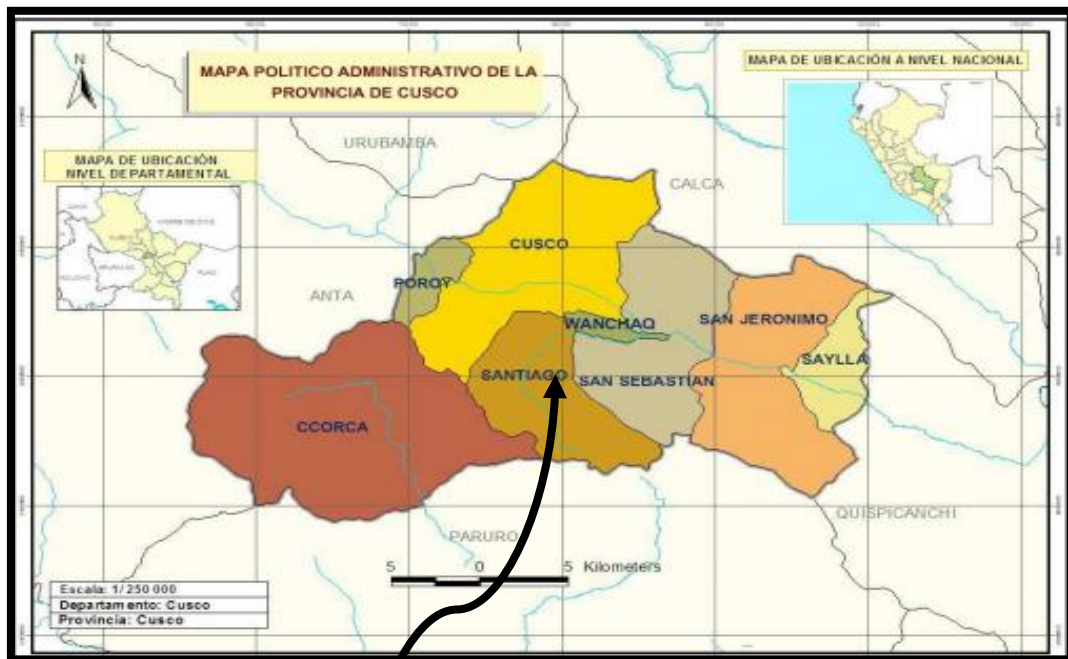 N
MAPA POLITICO ADMINISTRATIVO DE LA
PROVINCIA DE CUSCO
MAPA DE UBICACIÓN A NIVEL NACIONAL
MAPA DE UBICACIÓN
NIVEL DEPARTAMENTAL
URUBAMBA
CALCA
CUSCO
POROY
ANTA
WANCHAQ
SAN JERONIMO
SAYLLA
SANTIAGO
SAN SEBASTIAN
CCORCA
QUISPICANCHI
PARURO
5 0 5 Kilometers
Escala: 1/250 000
Departamento: Cusco
Provincia: Cusco